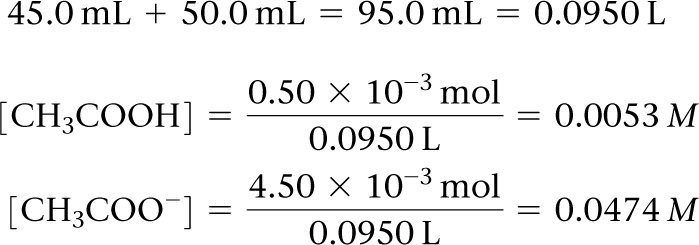 45.0 mL + 50.0 mL = 95.0 mL = 0.0950 L
[CH₃COOH] = 0.50 × 10⁻³ mol / 0.0950 L = 0.0053 M
[CH₃COO⁻] = 4.50 × 10⁻³ mol / 0.0950 L = 0.0474 M